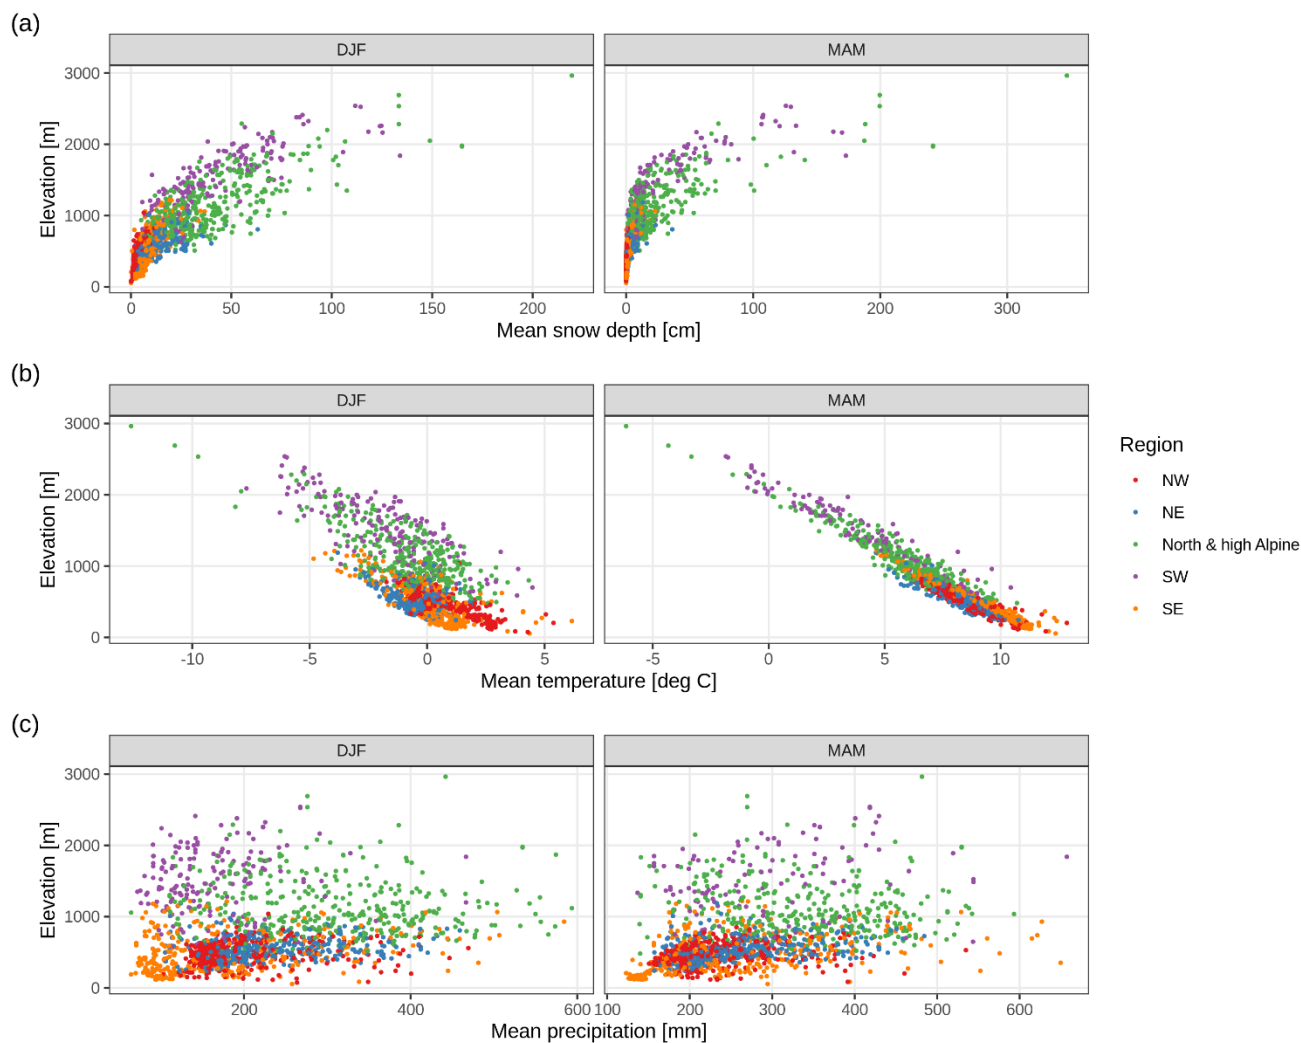 (a)
DJF
MAM
Elevation [m]
3000
2000
1000
0
0
50
100
150
200
0
100
200
300
Mean snow depth [cm]
(b)
DJF
MAM
Elevation [m]
3000
2000
1000
0
-10
-5
0
5
-5
0
5
10
Mean temperature [deg C]
Region
NW
NE
North & high Alpine
SW
SE
(c)
DJF
MAM
Elevation [m]
3000
2000
1000
0
200
400
600
100
200
300
400
500
600
Mean precipitation [mm]